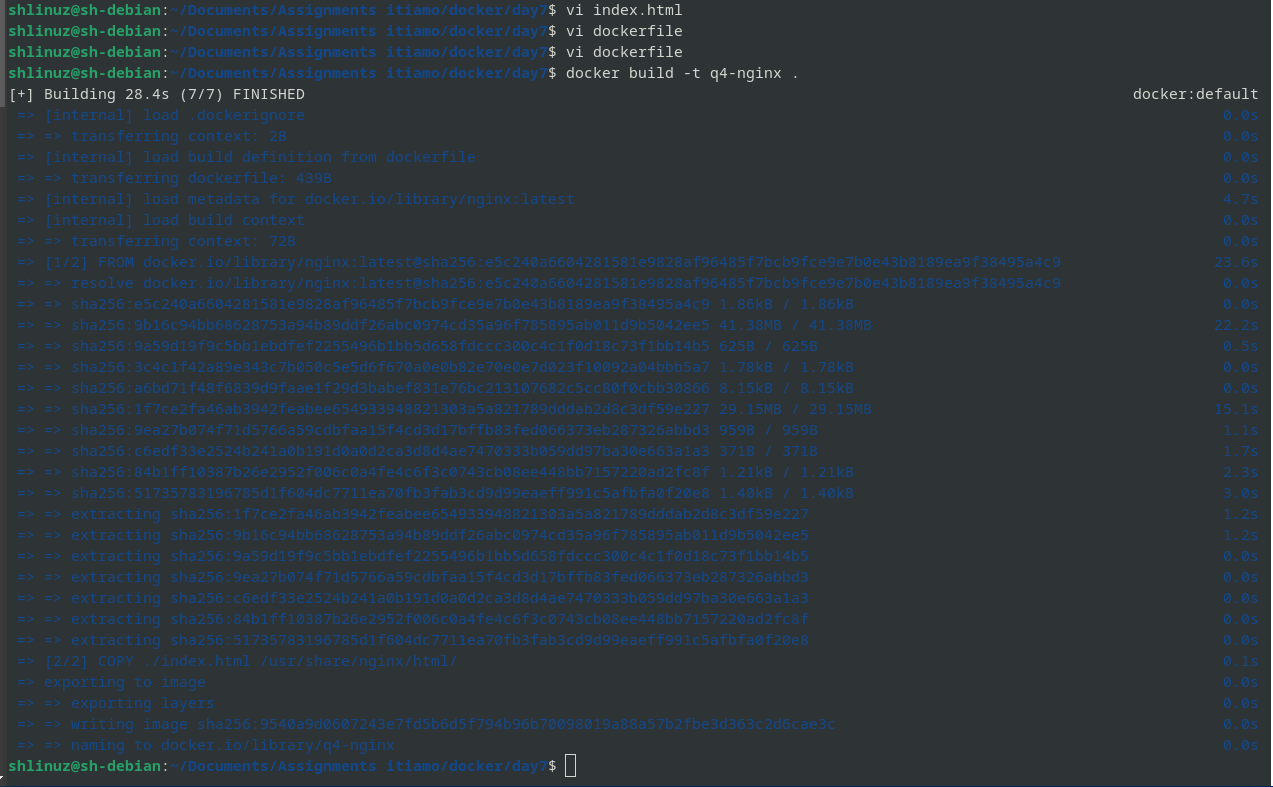 shlinuz@sh-debian:~/Documents/Assignments itiamo/docker/day7$ vi index.html
shlinuz@sh-debian:~/Documents/Assignments itiamo/docker/day7$ vi dockerfile
shlinuz@sh-debian:~/Documents/Assignments itiamo/docker/day7$ vi dockerfile
shlinuz@sh-debian:~/Documents/Assignments itiamo/docker/day7$ docker build -t q4-nginx .
[+] Building 28.4s (7/7) FINISHED docker:default
=> [internal] load .dockerignore 0.0s
=> => transferring context: 2B 0.0s
=> [internal] load build definition from dockerfile 0.0s
=> => transferring dockerfile: 439B 0.0s
=> [internal] load metadata for docker.io/library/nginx:latest 4.7s
=> [internal] load build context 0.0s
=> => transferring context: 72B 0.0s
=> [1/2] FROM docker.io/library/nginx:latest@sha256:e5c240a6604281581e9828af96485f7bcb9fce9e7b0e43b8189ea9f38495a4c9 23.6s
=> => resolve docker.io/library/nginx:latest@sha256:e5c240a6604281581e9828af96485f7bcb9fce9e7b0e43b8189ea9f38495a4c9 0.0s
=> => sha256:e5c240a6604281581e9828af96485f7bcb9fce9e7b0e43b8189ea9f38495a4c9 1.86kB / 1.86kB 0.0s
=> => sha256:9b16c94bb68628753a94b89ddf26abc0974cd35a96f785895ab011d9b5042ee5 41.38MB / 41.38MB 22.2s
=> => sha256:9a59d19f9c5bb1ebdfef2255496b1bb5d658fdccc300c4c1f0d18c73f1bb14b5 625B / 625B 0.5s
=> => sha256:3c4c1f42a89e343c7b050c5e5d6f670a0e0b82e70e0e7d023f10092a04bbb5a7 1.78kB / 1.78kB 0.0s
=> => sha256:a6bd71f48f6839d9faae1f29d3babef831e76bc213107682c5cc80f0cbb30866 8.15kB / 8.15kB 0.0s
=> => sha256:1f7ce2fa46ab3942feabee654933948821303a5a821789dddab2d8c3df59e227 29.15MB / 29.15MB 15.1s
=> => sha256:9ea27b074f71d5766a59cdbfaa15f4cd3d17bffb83fed066373eb287326abbd3 959B / 959B 1.1s
=> => sha256:c6edf33e2524b241a0b191d0a0d2ca3d8d4ae7470333b059dd97ba30e663a1a3 371B / 371B 1.7s
=> => sha256:84b1ff10387b26e2952f006c0a4fe4c6f3c0743cb08ee448bb7157220ad2fc8f 1.21kB / 1.21kB 2.3s
=> => sha256:51735783196785d1f604dc7711ea70fb3fab3cd9d99eaeff991c5afbfa0f20e8 1.40kB / 1.40kB 3.0s
=> => extracting sha256:1f7ce2fa46ab3942feabee654933948821303a5a821789dddab2d8c3df59e227 1.2s
=> => extracting sha256:9b16c94bb68628753a94b89ddf26abc0974cd35a96f785895ab011d9b5042ee5 1.2s
=> => extracting sha256:9a59d19f9c5bb1ebdfef2255496b1bb5d658fdccc300c4c1f0d18c73f1bb14b5 0.0s
=> => extracting sha256:9ea27b074f71d5766a59cdbfaa15f4cd3d17bffb83fed066373eb287326abbd3 0.0s
=> => extracting sha256:c6edf33e2524b241a0b191d0a0d2ca3d8d4ae7470333b059dd97ba30e663a1a3 0.0s
=> => extracting sha256:84b1ff10387b26e2952f006c0a4fe4c6f3c0743cb08ee448bb7157220ad2fc8f 0.0s
=> => extracting sha256:51735783196785d1f604dc7711ea70fb3fab3cd9d99eaeff991c5afbfa0f20e8 0.0s
=> [2/2] COPY ./index.html /usr/share/nginx/html/ 0.1s
=> exporting to image 0.0s
=> => exporting layers 0.0s
=> => writing image sha256:9540a9d0607243e7fd5b6d5f794b96b70098019a88a57b2fbe3d363c2d6cae3c 0.0s
=> => naming to docker.io/library/q4-nginx 0.0s
shlinuz@sh-debian:~/Documents/Assignments itiamo/docker/day7$